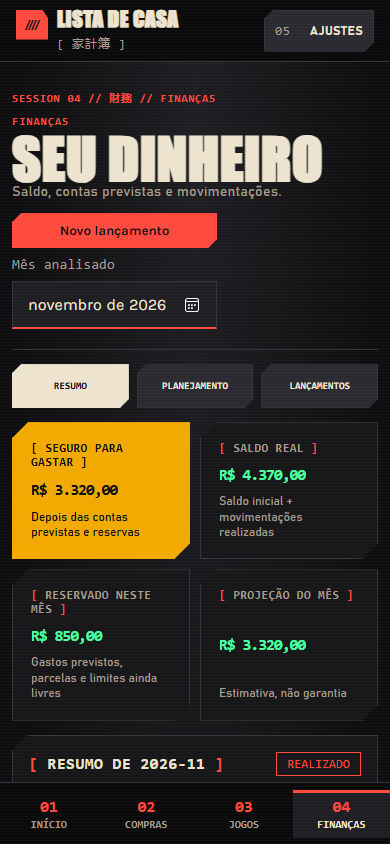 LISTA DE CASA
[ 家計簿 ]
05 AJUSTES
SESSION 04 // 財務 // FINANÇAS
FINANÇAS
SEU DINHEIRO
Saldo, contas previstas e movimentações.
Novo lançamento
Mês analisado
novembro de 2026
RESUMO
PLANEJAMENTO
LANÇAMENTOS
[ SEGURO PARA
GASTAR ]
R$ 3.320,00
Depois das contas
previstas e reservas
[ SALDO REAL ]
R$ 4.370,00
Saldo inicial +
movimentações
realizadas
[ RESERVADO NESTE
MÊS ]
R$ 850,00
Gastos previstos,
parcelas e limites ainda
livres
[ PROJEÇÃO DO MÊS ]
R$ 3.320,00
Estimativa, não garantia
[ RESUMO DE 2026-11 ]
REALIZADO
01
INÍCIO
02
COMPRAS
03
JOGOS
04
FINANÇAS